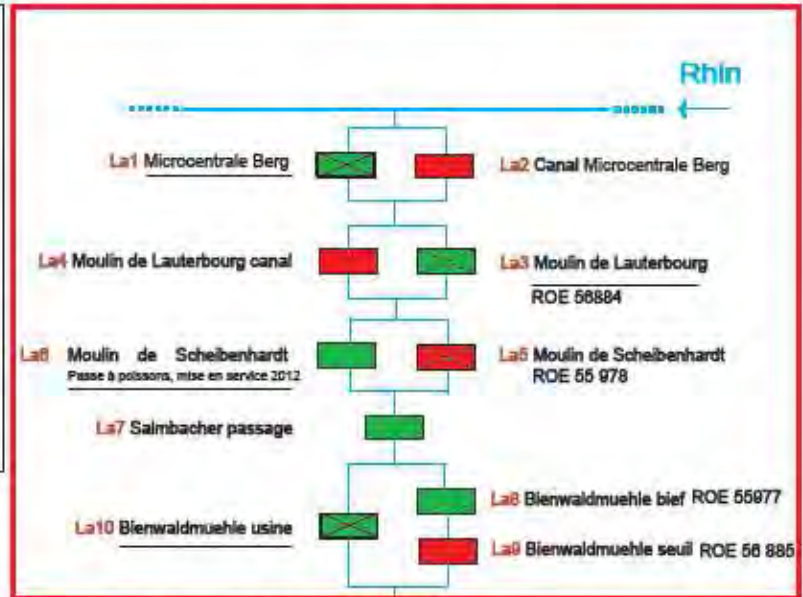 Rhin
La1 Microcentrale Berg
La2 Canal Microcentrale Berg
La4 Moulin de Lauterbourg canal
La3 Moulin de Lauterbourg
ROE 56884
La6 Moulin de Scheibenhardt
Passe à poissons, mise en service 2012
La5 Moulin de Scheibenhardt
ROE 55 978
La7 Salmbacher passage
La8 Bienwaldmuehle bief ROE 55977
La10 Bienwaldmuehle usine
La9 Bienwaldmuehle seuil ROE 56 885